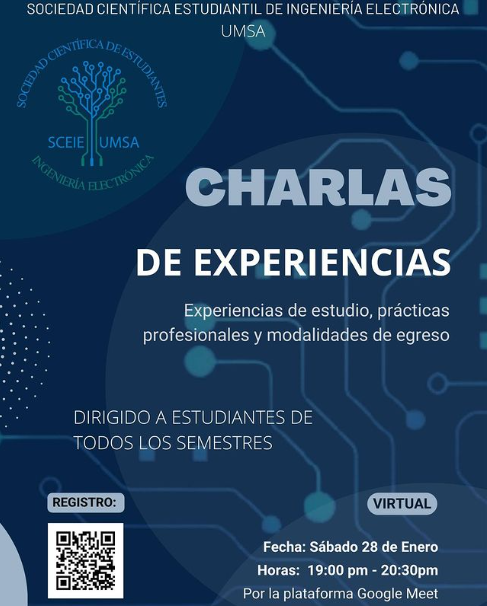 SOCIEDAD CIENTÍFICA ESTUDIANTIL DE INGENIERÍA ELECTRÓNICA
UMSA
SOCIEDAD CIENTÍFICA DE ESTUDIANTES
SCEIE UMSA
INGENIERÍA ELECTRÓNICA
CHARLAS
DE EXPERIENCIAS
Experiencias de estudio, prácticas
profesionales y modalidades de egreso
DIRIGIDO A ESTUDIANTES DE
TODOS LOS SEMESTRES
REGISTRO:
VIRTUAL
Fecha: Sábado 28 de Enero
Horas: 19:00 pm - 20:30pm
Por la plataforma Google Meet